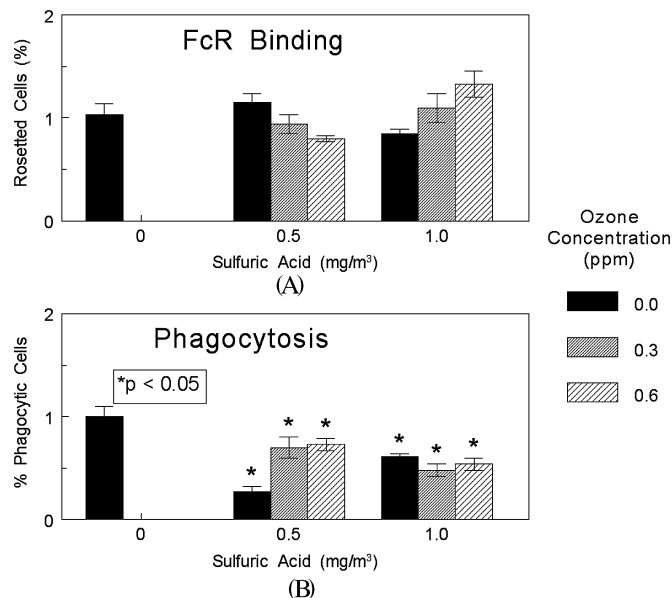 FcR Binding
Rosetted Cells (%)
2
1
0
0 0.5 1.0
Sulfuric Acid (mg/m³)
(A)
Phagocytosis
*p < 0.05
% Phagocytic Cells
2
1
0
* * * * * *
0 0.5 1.0
Sulfuric Acid (mg/m³)
(B)
Ozone
Concentration
(ppm)
0.0
0.3
0.6